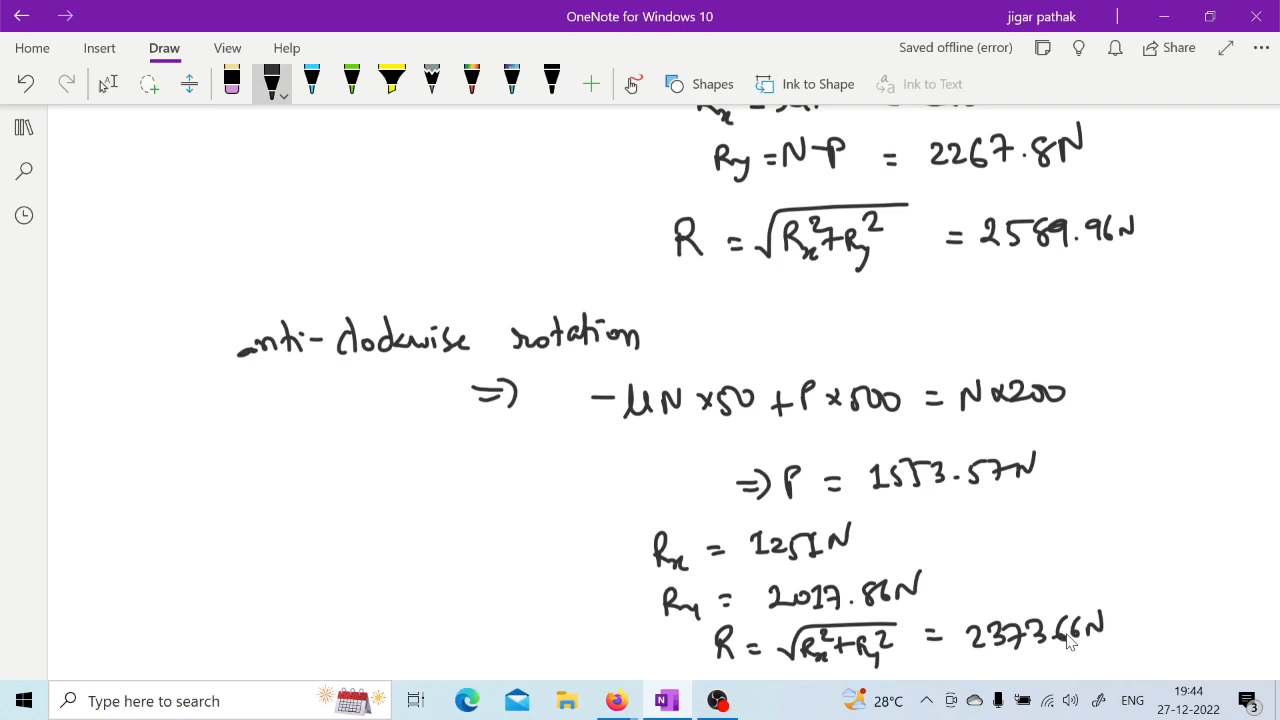 OneNote for Windows 10
jigar pathak
Home Insert Draw View Help
Saved offline (error)
Share
Shapes
Ink to Shape
Ink to Text
Ry = N-P = 2267.8N
R = √Rx²+Ry² = 2589.96N
anti-clockwise rotation
=> -μN×50 + P×500 = N×200
=> P = 1553.57N
Rx = 1251N
Ry = 2017.86N
R = √Rx²+Ry² = 2373.66N
Type here to search
28°C
ENG
19:44
27-12-2022
3